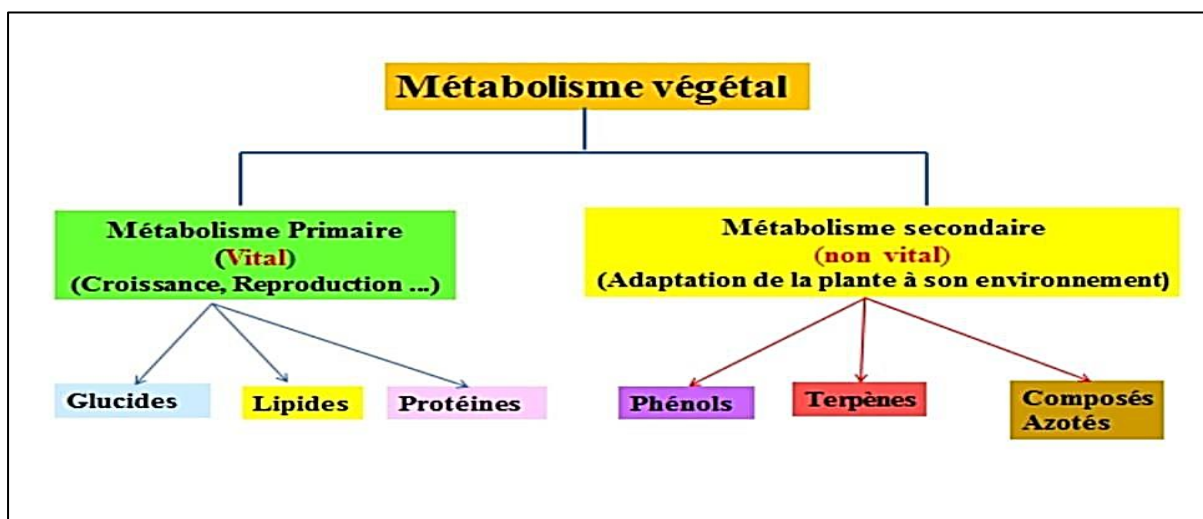 Métabolisme végétal
Métabolisme Primaire
(Vital)
(Croissance, Reproduction ...)
Métabolisme secondaire
(non vital)
(Adaptation de la plante à son environnement)
Glucides
Lipides
Protéines
Phénols
Terpènes
Composés
Azotés